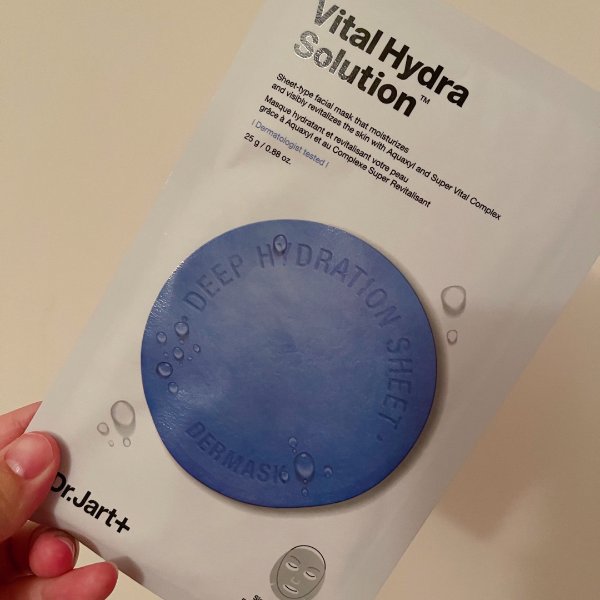 Vital Hydra
Solution™
Sheet-type facial mask that moisturizes
and visibly revitalizes the skin with Aquaxyl and Super Vital Complex
Masque hydratant et revitalisant votre peau
grâce à Aquaxyl et au Complexe Super Revitalisant
! Dermatologist tested !
25 g / 0.88 oz.
• DEEP HYDRATION SHEET •
DERMASK
Dr.Jart+